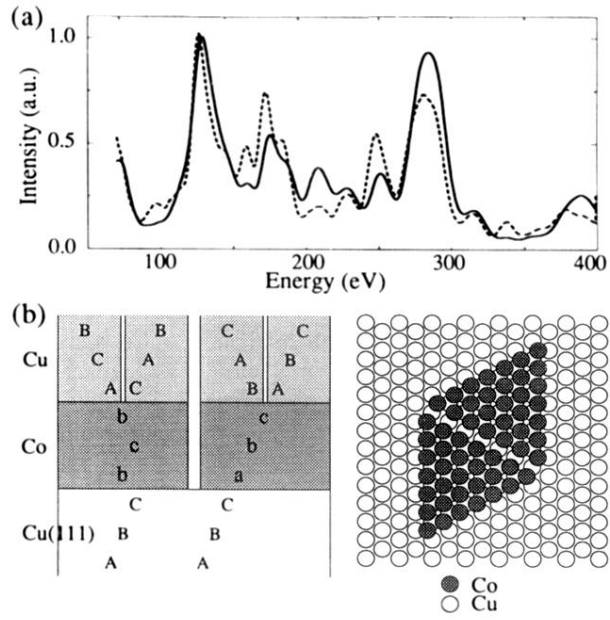 (a)
1.0
0.5
0.0
Intensity (a.u.)
100 200 300 400
Energy (eV)
(b)
B B C C
Cu C A A B
A C B A
b c
Co c b
b a
C C
Cu(111) B B
A A
Co
Cu